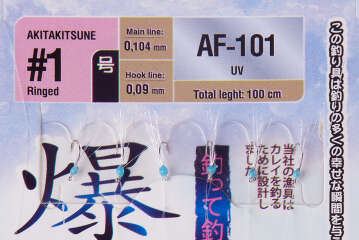 AKITAKITSUNE
#1
Ringed
号
Main line:
0,104 mm
Hook line:
0,09 mm
AF-101
UV
Total leght: 100 cm
この釣り具は釣りの多くの幸せな瞬間を与
当社の漁具は
カレイを釣る
ために設計し
ました
爆
釣って釣